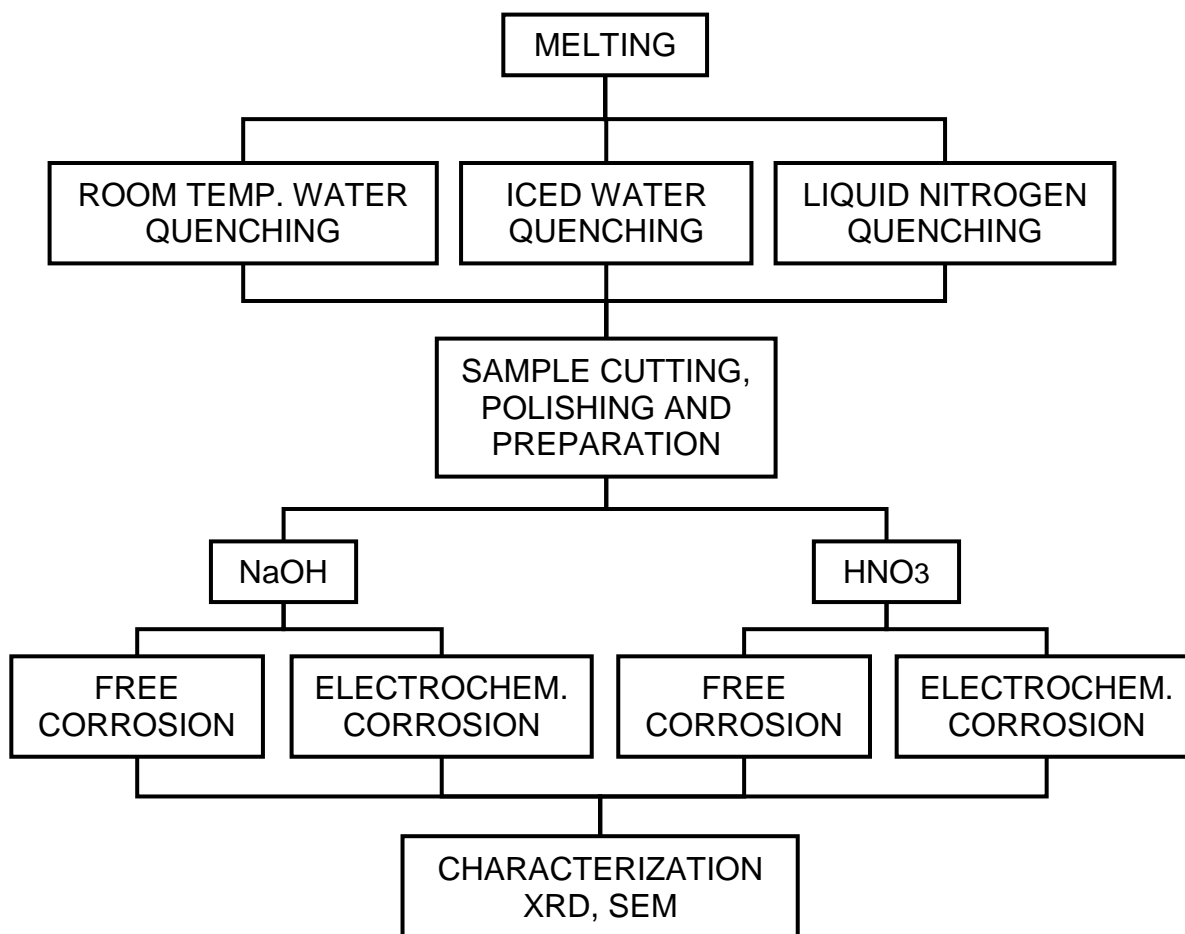 MELTING
ROOM TEMP. WATER
QUENCHING
ICED WATER
QUENCHING
LIQUID NITROGEN
QUENCHING
SAMPLE CUTTING,
POLISHING AND
PREPARATION
NaOH
HNO3
FREE
CORROSION
ELECTROCHEM.
CORROSION
FREE
CORROSION
ELECTROCHEM.
CORROSION
CHARACTERIZATION
XRD, SEM